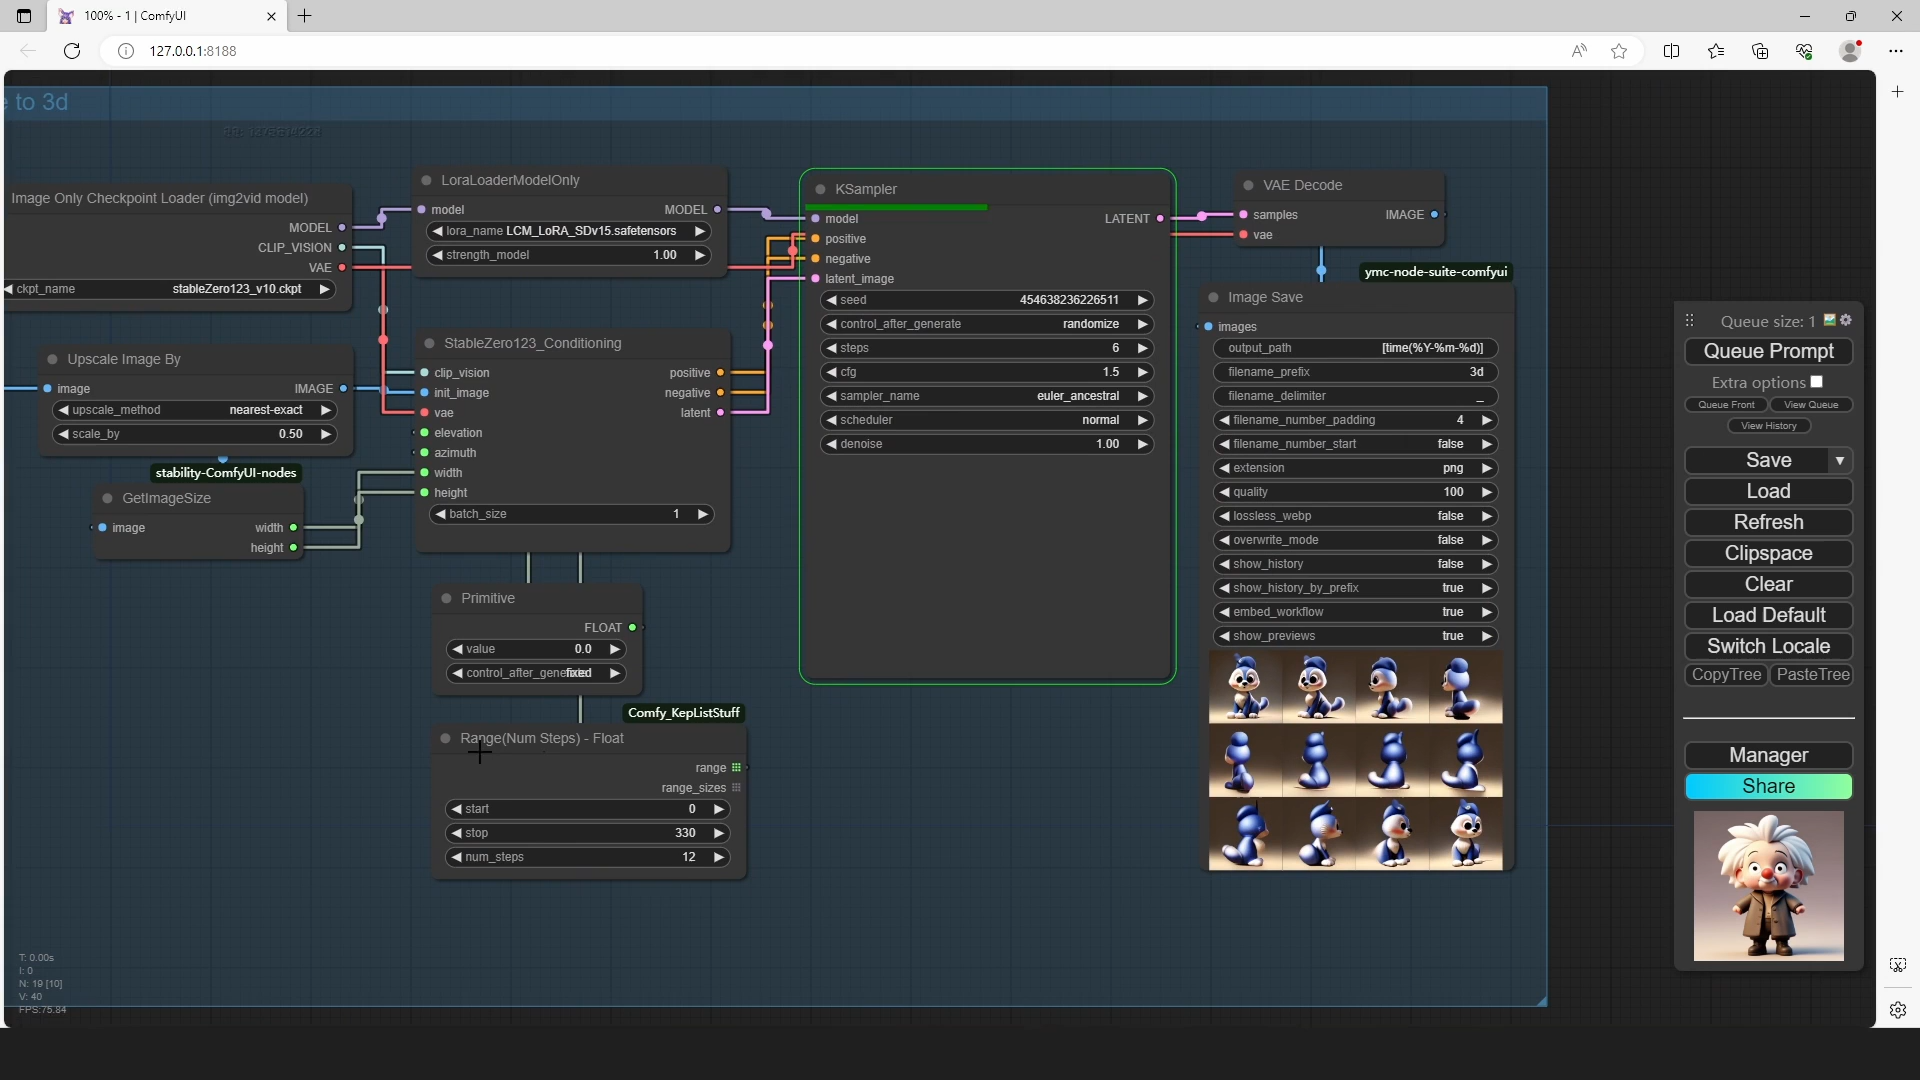 100% - 1 | ComfyUI
127.0.0.1:8188
to 3d
Image Only Checkpoint Loader (img2vid model)
MODEL
CLIP_VISION
VAE
ckpt_name stableZero123_v10.ckpt
LoraLoaderModelOnly
model MODEL
lora_name LCM_LoRA_SDv15.safetensors
strength_model 1.00
Upscale Image By
image IMAGE
upscale_method nearest-exact
scale_by 0.50
stability-ComfyUI-nodes
GetImageSize
image width
height
StableZero123_Conditioning
clip_vision positive
init_image negative
vae latent
elevation
azimuth
width
height
batch_size 1
Primitive
FLOAT
value 0.0
control_after_gene fixed
Comfy_KepListStuff
Range(Num Steps) - Float
range
range_sizes
start 0
stop 330
num_steps 12
KSampler
model LATENT
positive
negative
latent_image
seed 454638236226511
control_after_generate randomize
steps 6
cfg 1.5
sampler_name euler_ancestral
scheduler normal
denoise 1.00
VAE Decode
samples IMAGE
vae
ymc-node-suite-comfyui
Image Save
images
output_path [time(%Y-%m-%d)]
filename_prefix 3d
filename_delimiter _
filename_number_padding 4
filename_number_start false
extension png
quality 100
lossless_webp false
overwrite_mode false
show_history false
show_history_by_prefix true
embed_workflow true
show_previews true
Queue size: 1
Queue Prompt
Extra options
Queue Front View Queue
View History
Save
Load
Refresh
Clipspace
Clear
Load Default
Switch Locale
CopyTree PasteTree
Manager
Share
T: 0.00s
I: 0
N: 19 [10]
V: 40
FPS:75.84